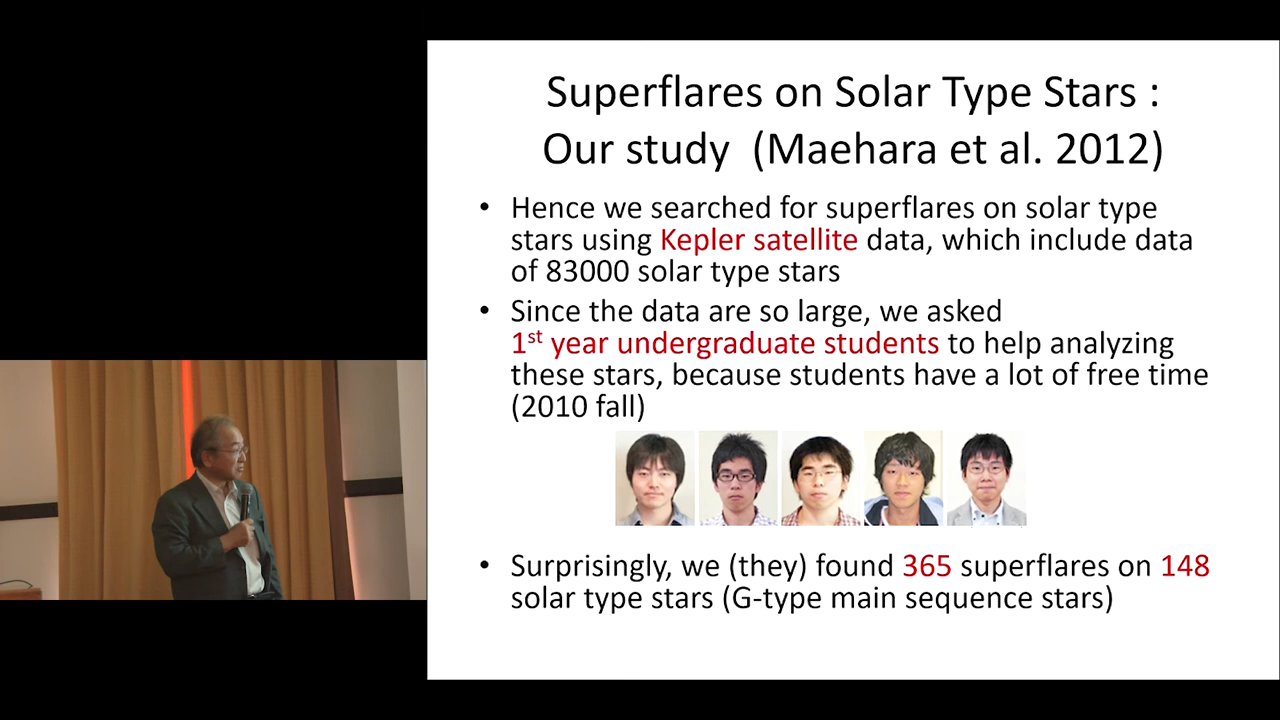 Superflares on Solar Type Stars :
Our study (Maehara et al. 2012)
• Hence we searched for superflares on solar type
stars using Kepler satellite data, which include data
of 83000 solar type stars
• Since the data are so large, we asked
1st year undergraduate students to help analyzing
these stars, because students have a lot of free time
(2010 fall)
• Surprisingly, we (they) found 365 superflares on 148
solar type stars (G-type main sequence stars)